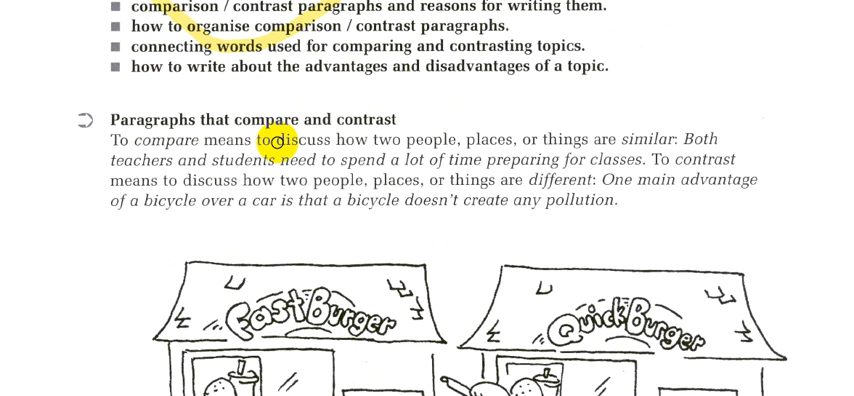 comparison / contrast paragraphs and reasons for writing them.
■ how to organise comparison / contrast paragraphs.
■ connecting words used for comparing and contrasting topics.
■ how to write about the advantages and disadvantages of a topic.
Paragraphs that compare and contrast
To compare means to discuss how two people, places, or things are similar: Both
teachers and students need to spend a lot of time preparing for classes. To contrast
means to discuss how two people, places, or things are different: One main advantage
of a bicycle over a car is that a bicycle doesn't create any pollution.
FastBurger
QuickBurger